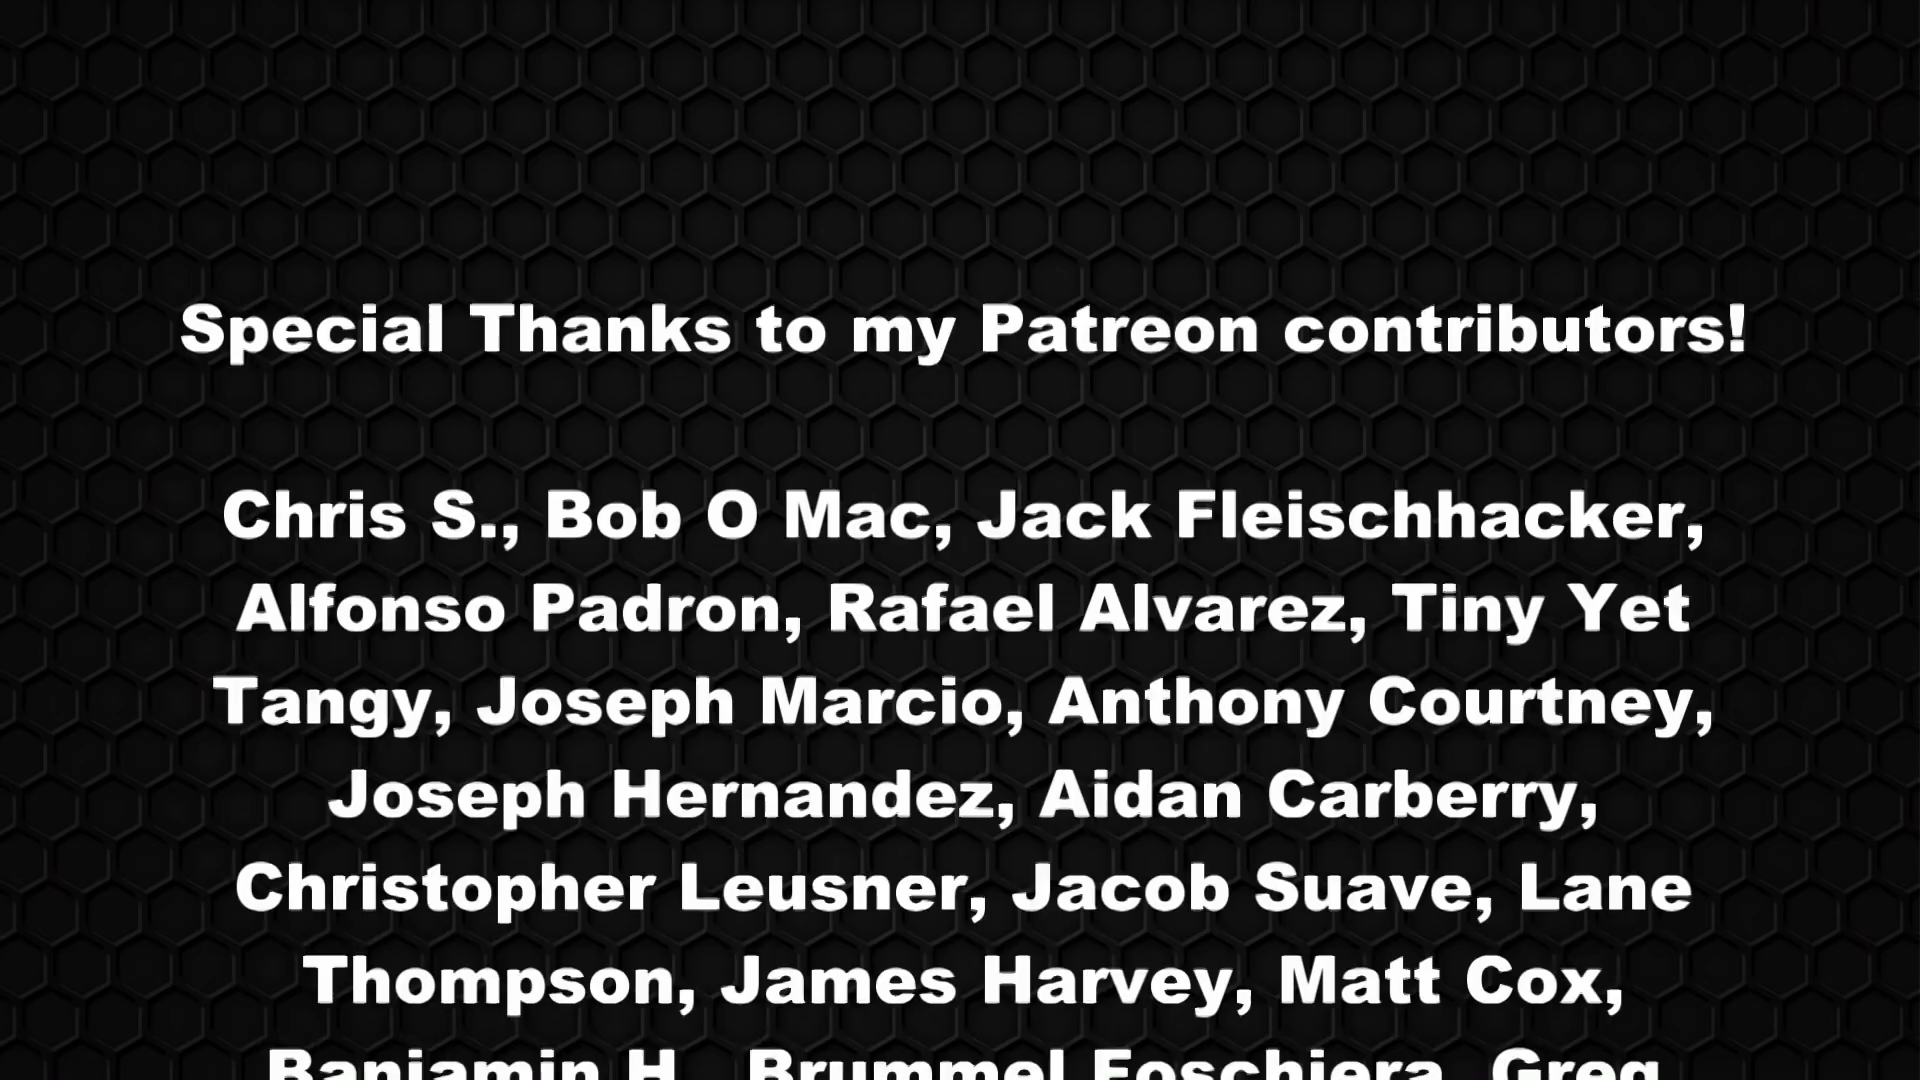 Special Thanks to my Patreon contributors!
Chris S., Bob O Mac, Jack Fleischhacker,
Alfonso Padron, Rafael Alvarez, Tiny Yet
Tangy, Joseph Marcio, Anthony Courtney,
Joseph Hernandez, Aidan Carberry,
Christopher Leusner, Jacob Suave, Lane
Thompson, James Harvey, Matt Cox,
Banjamin H., Brummel Foschiera, Greg